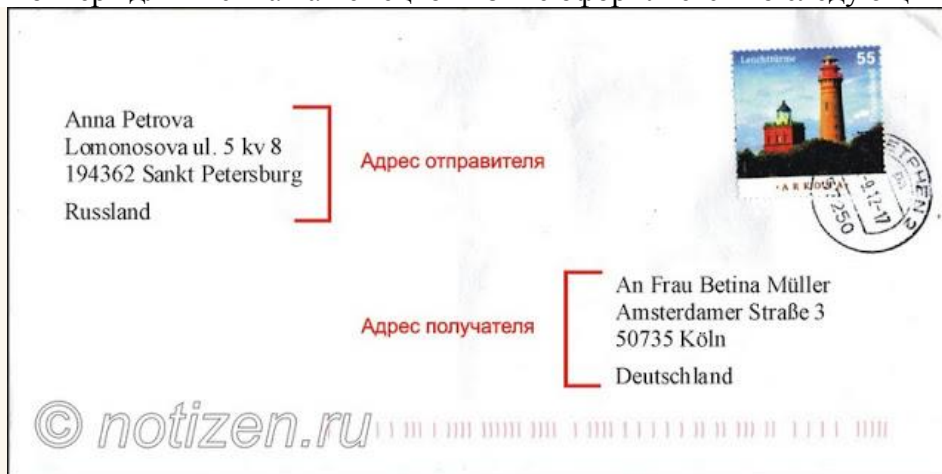 Leuchttürme 55
Anna Petrova
Lomonosova ul. 5 kv 8
194362 Sankt Petersburg
Russland
Адрес отправителя
An Frau Betina Müller
Amsterdamer Straße 3
50735 Köln
Deutschland
Адрес получателя
© notizen.ru